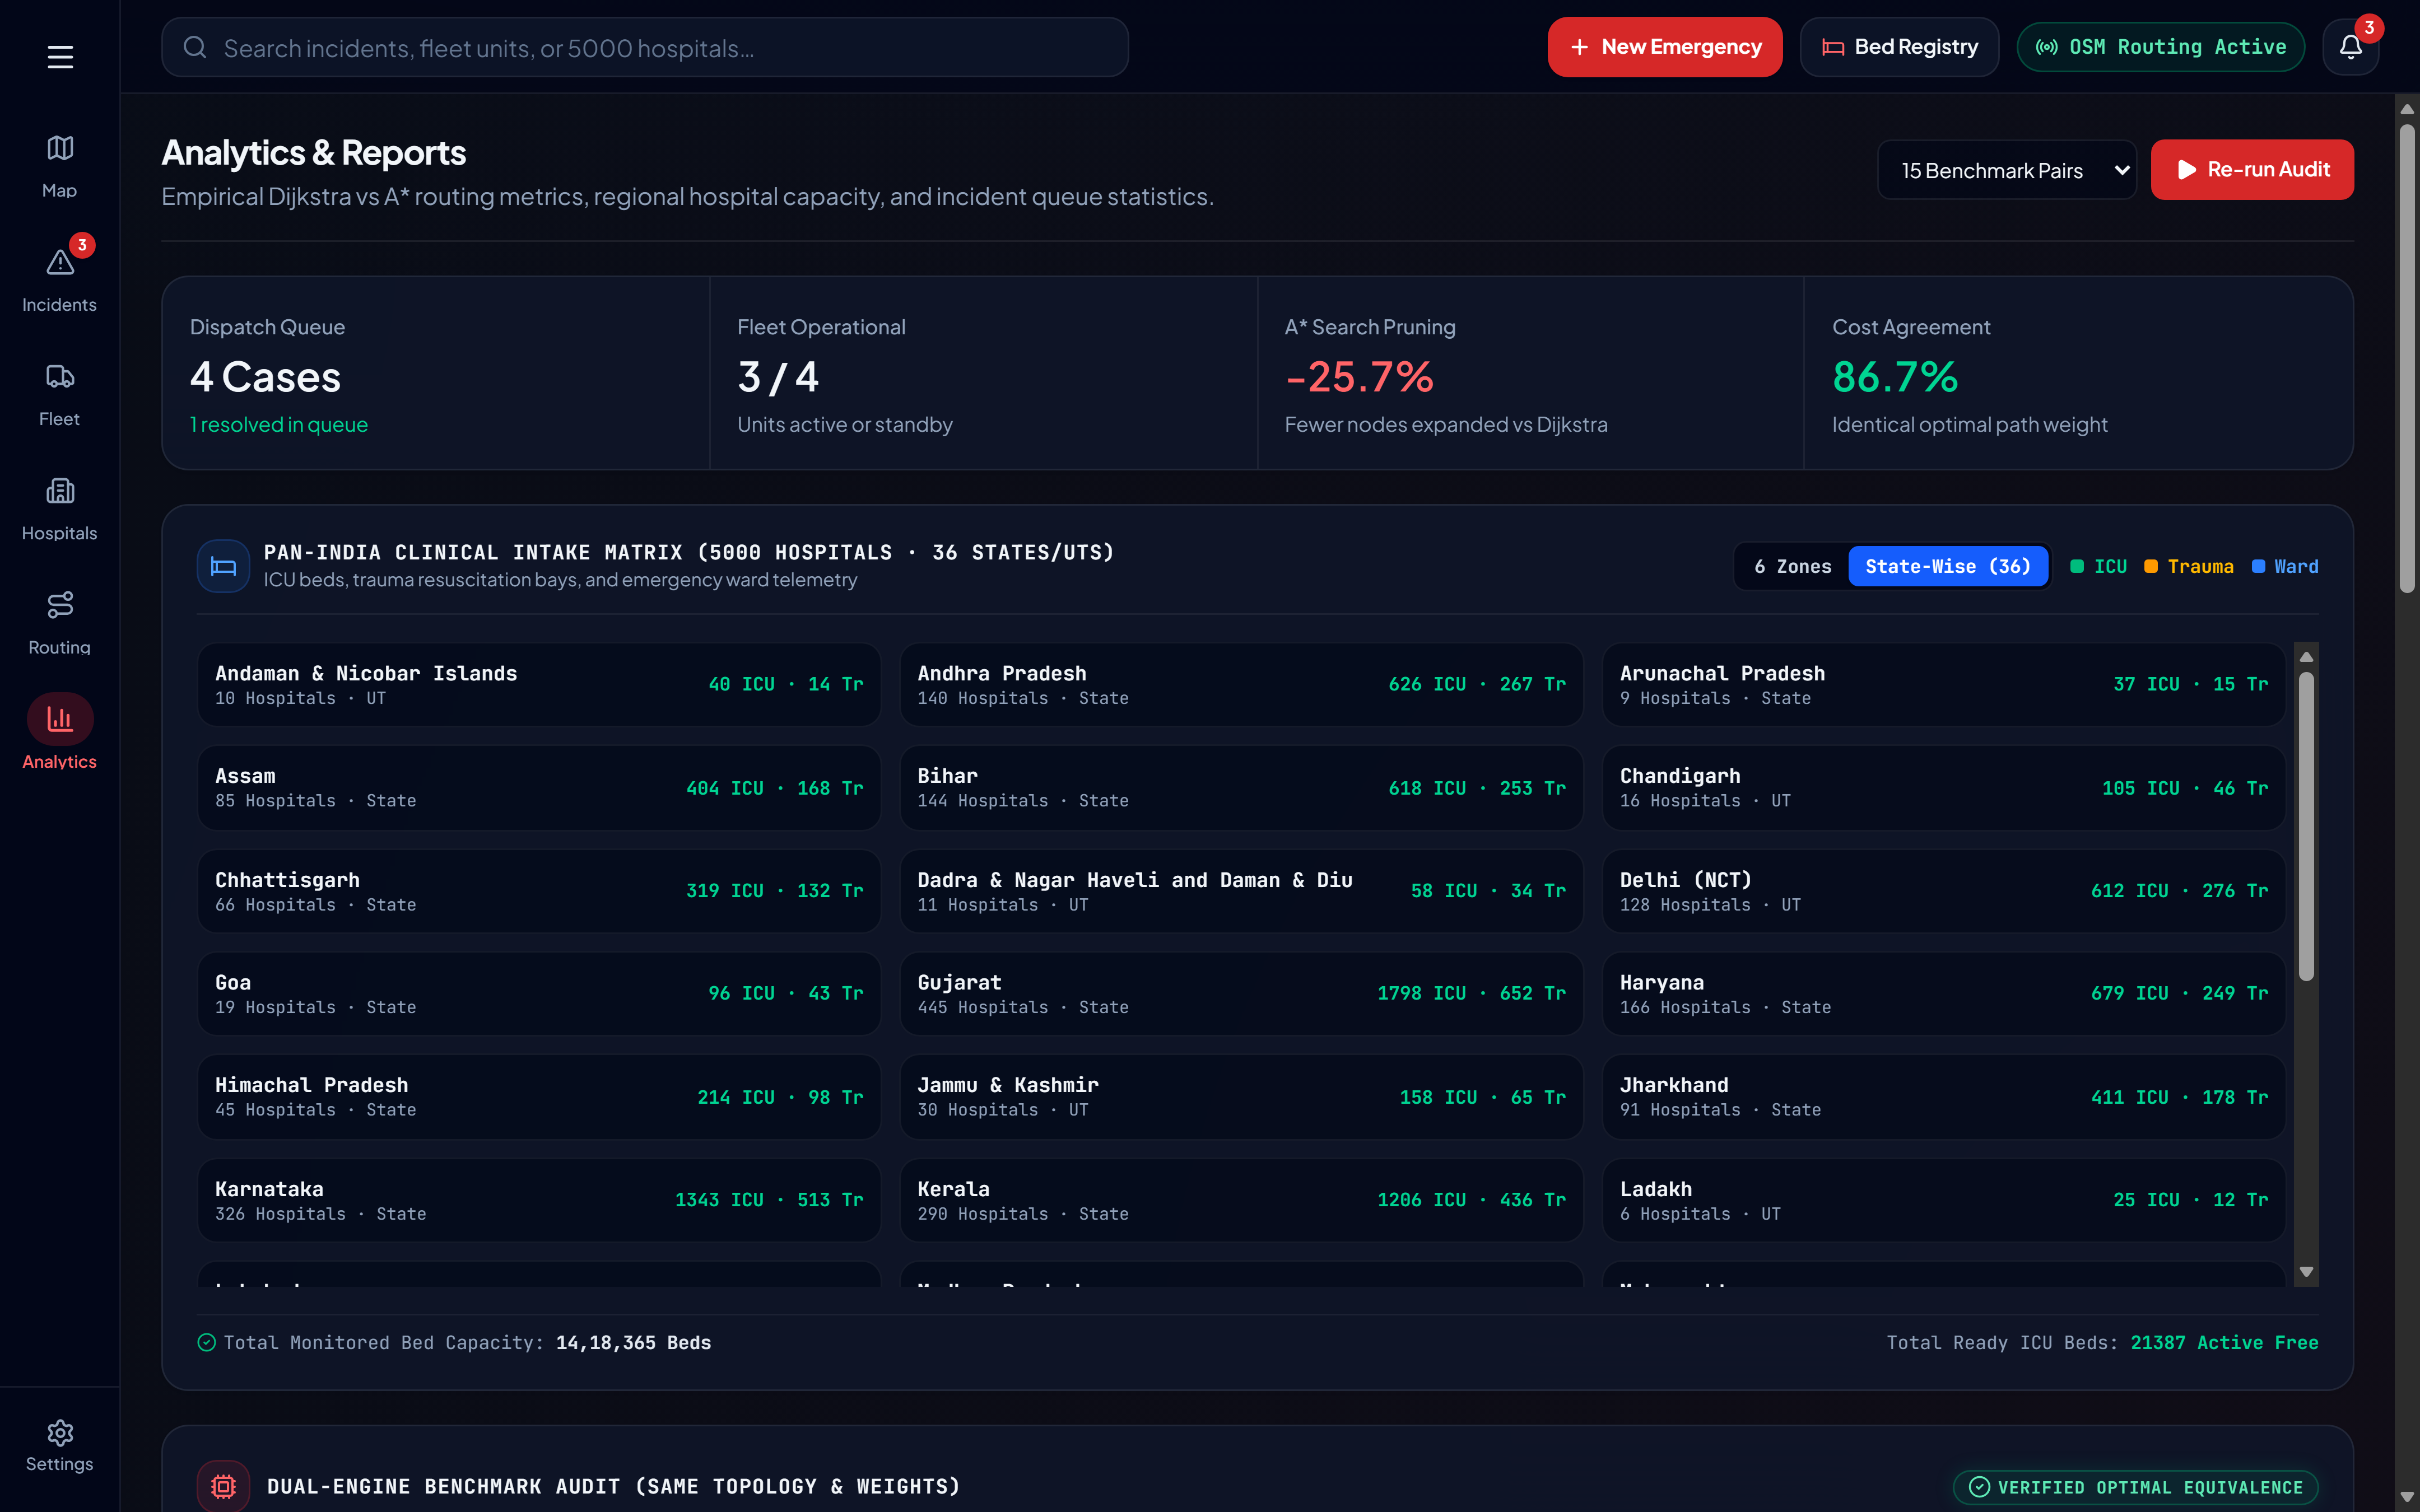 Search incidents, fleet units, or 5000 hospitals...
New Emergency
Bed Registry
OSM Routing Active
3
Map
3
Incidents
Fleet
Hospitals
Routing
Analytics
Settings
Analytics & Reports
Empirical Dijkstra vs A* routing metrics, regional hospital capacity, and incident queue statistics.
15 Benchmark Pairs
Re-run Audit
Dispatch Queue
4 Cases
1 resolved in queue
Fleet Operational
3 / 4
Units active or standby
A* Search Pruning
-25.7%
Fewer nodes expanded vs Dijkstra
Cost Agreement
86.7%
Identical optimal path weight
PAN-INDIA CLINICAL INTAKE MATRIX (5000 HOSPITALS · 36 STATES/UTS)
ICU beds, trauma resuscitation bays, and emergency ward telemetry
6 Zones
State-Wise (36)
ICU
Trauma
Ward
Andaman & Nicobar Islands
10 Hospitals · UT
40 ICU · 14 Tr
Andhra Pradesh
140 Hospitals · State
626 ICU · 267 Tr
Arunachal Pradesh
9 Hospitals · State
37 ICU · 15 Tr
Assam
85 Hospitals · State
404 ICU · 168 Tr
Bihar
144 Hospitals · State
618 ICU · 253 Tr
Chandigarh
16 Hospitals · UT
105 ICU · 46 Tr
Chhattisgarh
66 Hospitals · State
319 ICU · 132 Tr
Dadra & Nagar Haveli and Daman & Diu
11 Hospitals · UT
58 ICU · 34 Tr
Delhi (NCT)
128 Hospitals · UT
612 ICU · 276 Tr
Goa
19 Hospitals · State
96 ICU · 43 Tr
Gujarat
445 Hospitals · State
1798 ICU · 652 Tr
Haryana
166 Hospitals · State
679 ICU · 249 Tr
Himachal Pradesh
45 Hospitals · State
214 ICU · 98 Tr
Jammu & Kashmir
30 Hospitals · UT
158 ICU · 65 Tr
Jharkhand
91 Hospitals · State
411 ICU · 178 Tr
Karnataka
326 Hospitals · State
1343 ICU · 513 Tr
Kerala
290 Hospitals · State
1206 ICU · 436 Tr
Ladakh
6 Hospitals · UT
25 ICU · 12 Tr
Total Monitored Bed Capacity: 14,18,365 Beds
Total Ready ICU Beds: 21387 Active Free
DUAL-ENGINE BENCHMARK AUDIT (SAME TOPOLOGY & WEIGHTS)
VERIFIED OPTIMAL EQUIVALENCE